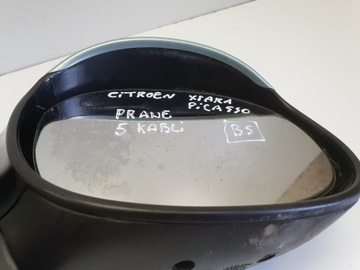 CITROEN XSARA PICASSO
PRAWE
5 KABLi BS